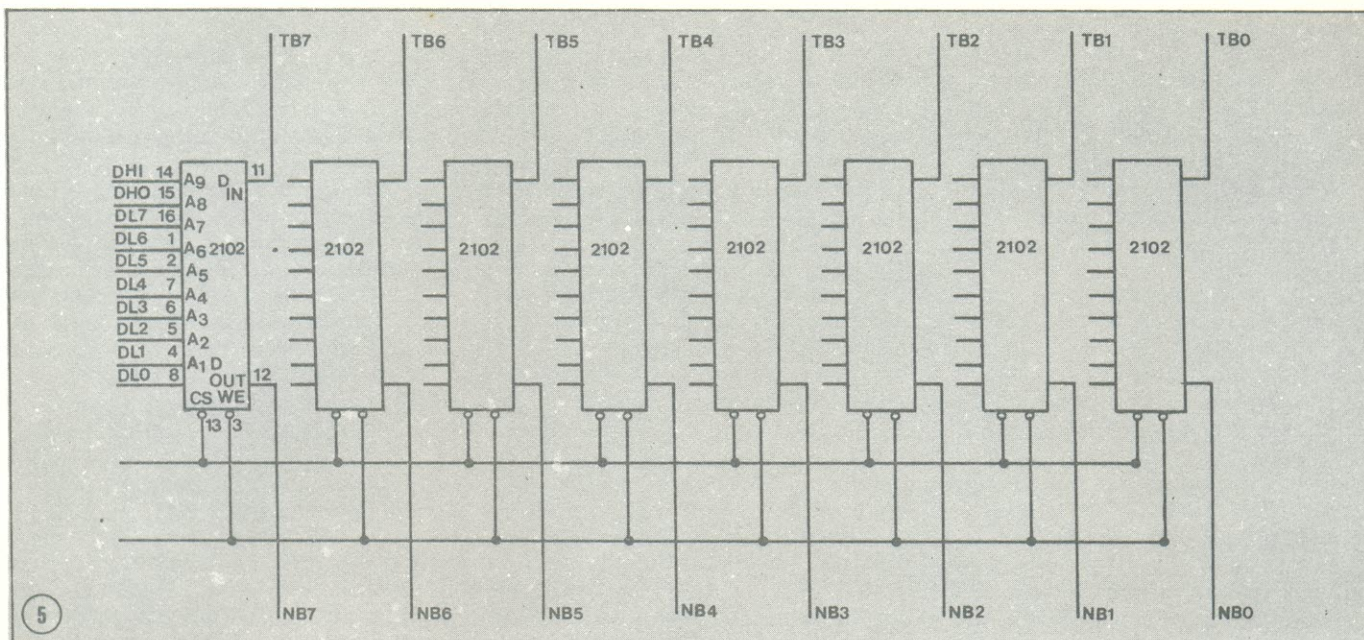 TB7 TB6 TB5 TB4 TB3 TB2 TB1 TB0
DHI 14 A9 D 11
DHO 15 A8 IN
DL7 16 A7
DL6 1 A6 2102 2102 2102 2102 2102 2102 2102 2102
DL5 2 A5
DL4 7 A4
DL3 6 A3
DL2 5 A2
DL1 4 A1 D
DL0 8 OUT 12
CS WE
13 3
5 NB7 NB6 NB5 NB4 NB3 NB2 NB1 NB0